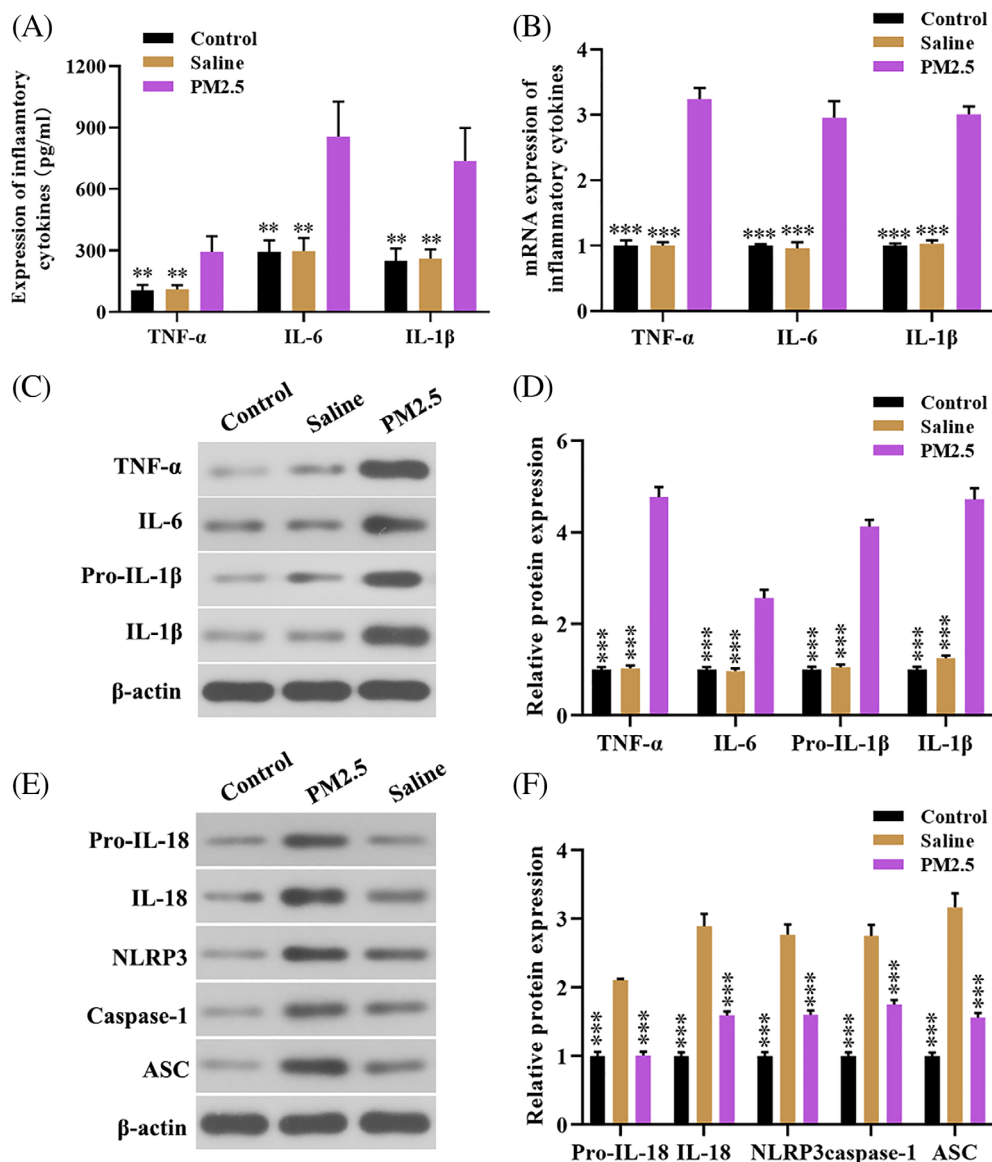 (A)
Control
Saline
PM2.5
Expression of inflaamtory
cytokines (pg/ml)
1200
900
600
300
0
** ** ** ** ** **
TNF-α IL-6 IL-1β
(B)
Control
Saline
PM2.5
mRNA expression of
inflammatory cytokines
4
3
2
1
0
*** *** *** *** *** ***
TNF-α IL-6 IL-1β
(C)
Control Saline PM2.5
TNF-α
IL-6
Pro-IL-1β
IL-1β
β-actin
(D)
Control
Saline
PM2.5
Relative protein expression
6
4
2
0
*** *** *** *** *** *** *** ***
TNF-α IL-6 Pro-IL-1β IL-1β
(E)
Control PM2.5 Saline
Pro-IL-18
IL-18
NLRP3
Caspase-1
ASC
β-actin
(F)
Control
Saline
PM2.5
Relative protein expression
4
3
2
1
0
*** *** *** *** *** *** *** *** *** ***
Pro-IL-18 IL-18 NLRP3caspase-1 ASC